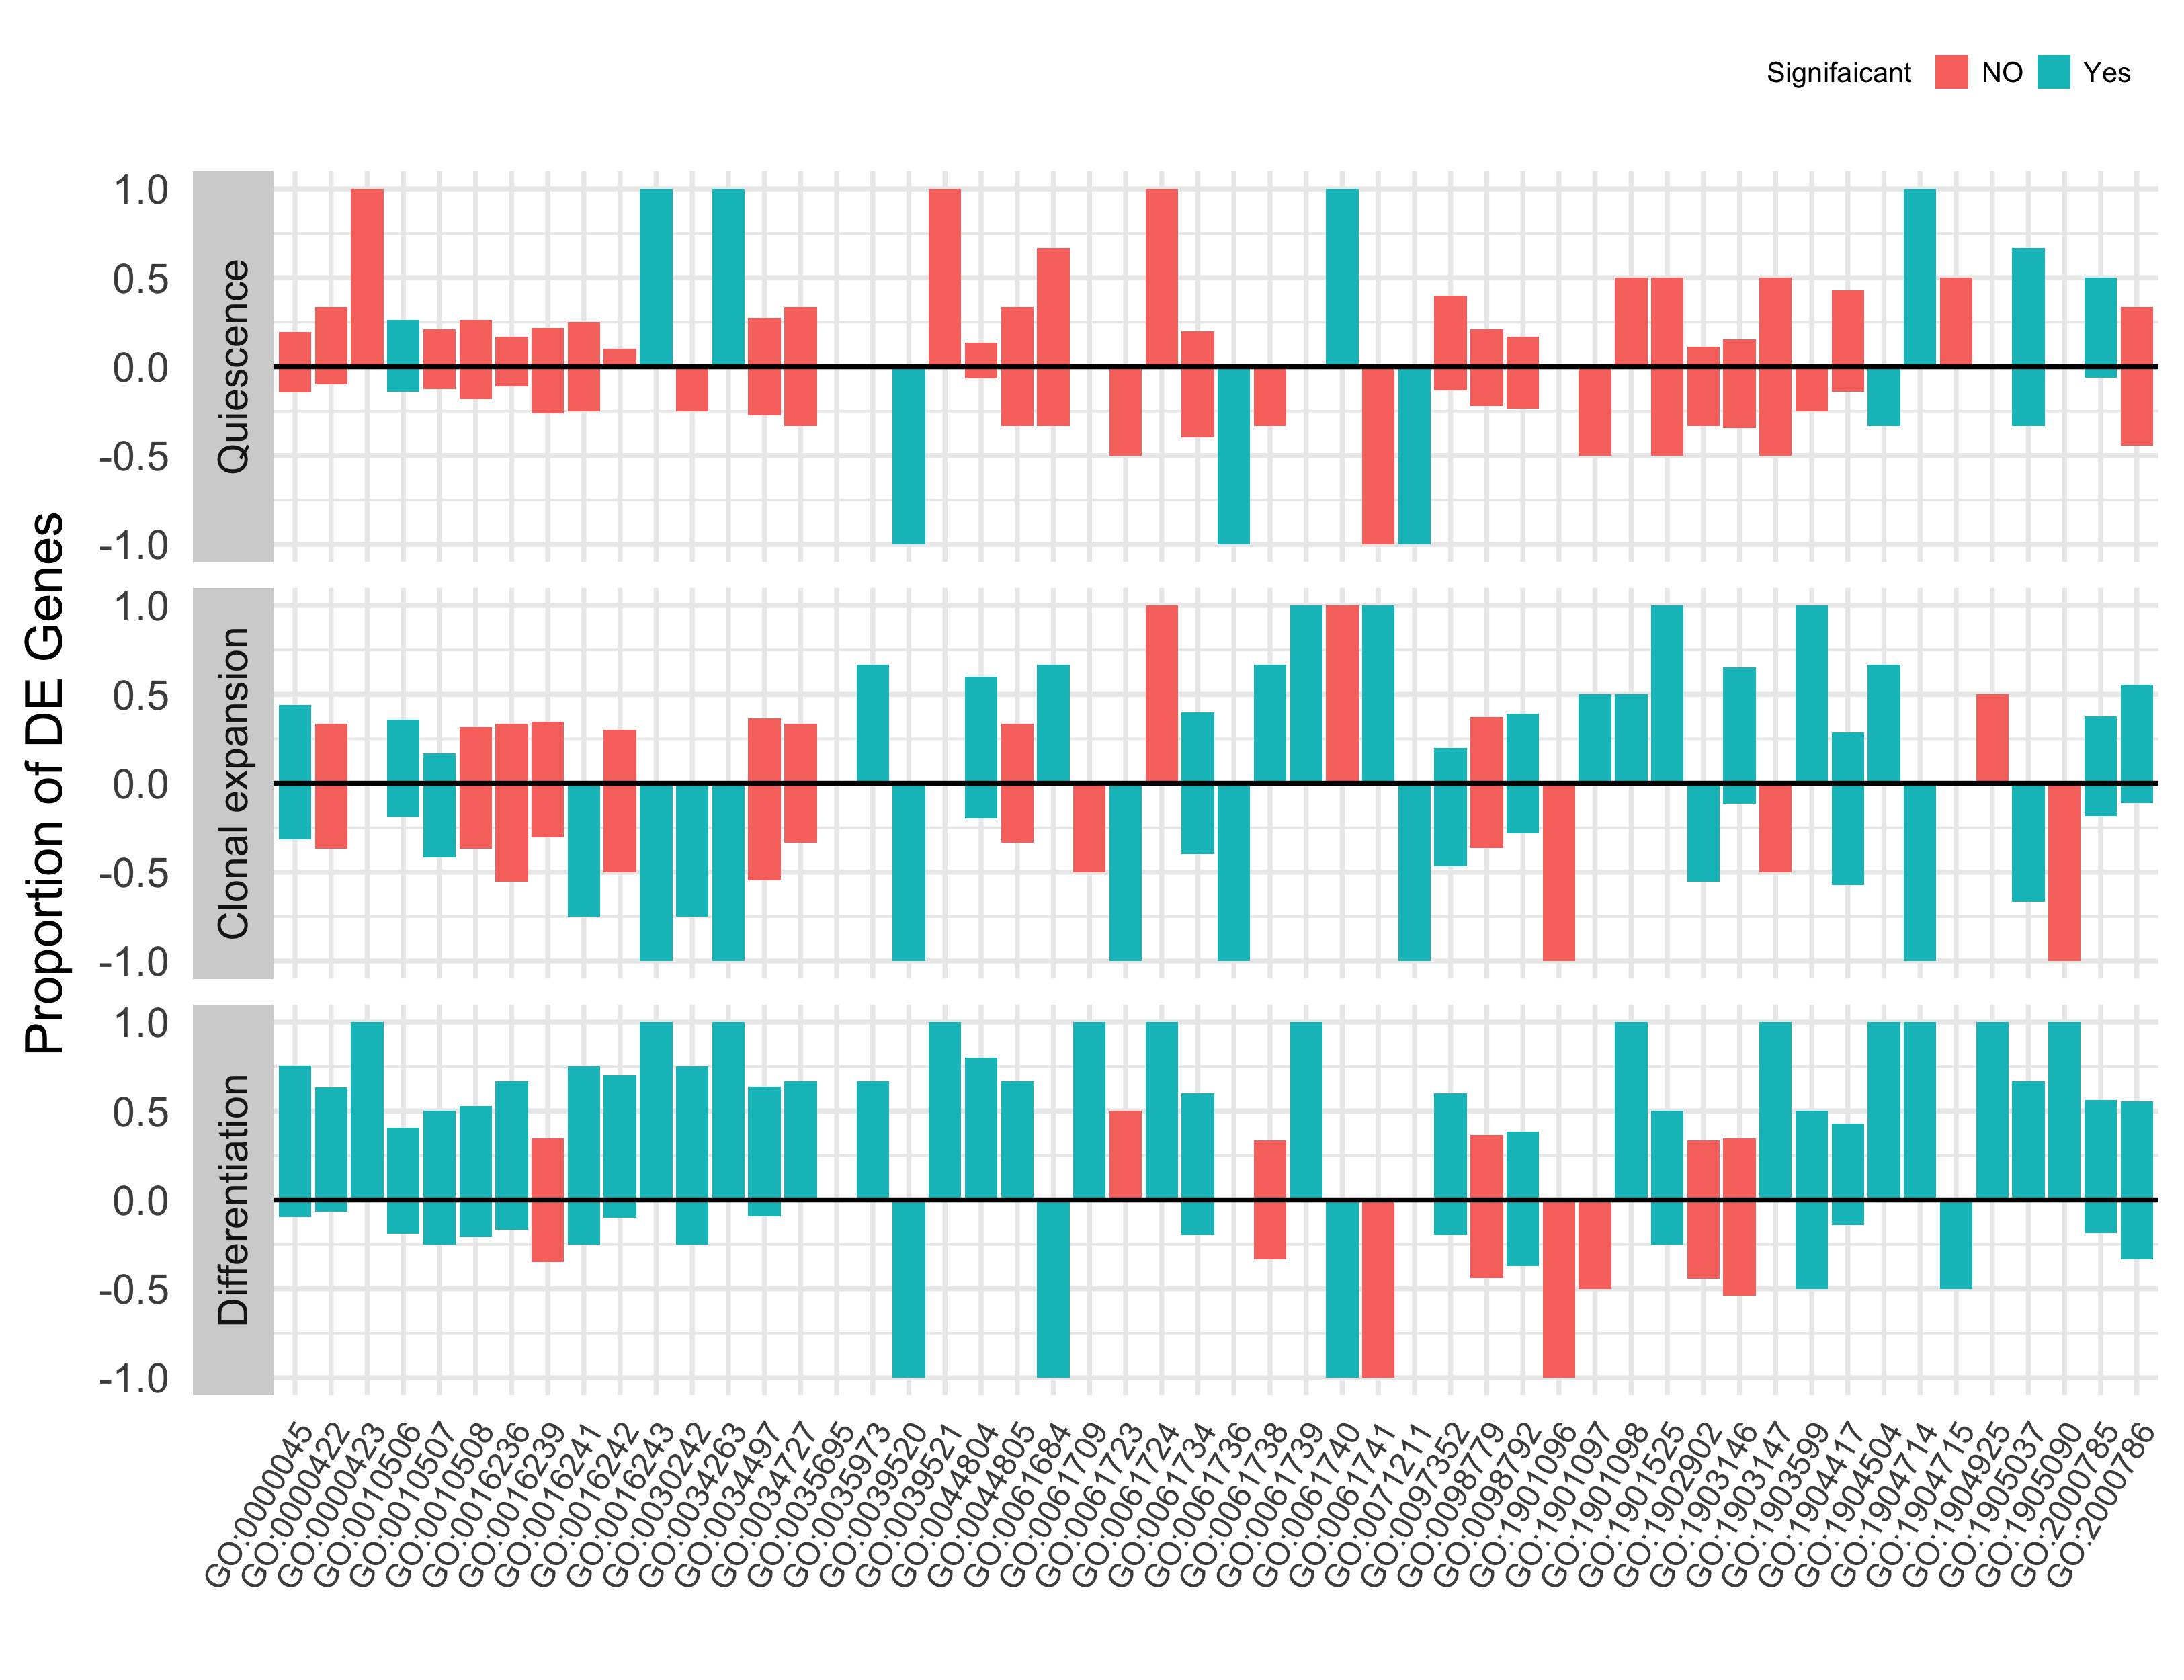 Signifaicant NO Yes
Proportion of DE Genes
Quiescence
1.0
0.5
0.0
-0.5
-1.0
Clonal expansion
1.0
0.5
0.0
-0.5
-1.0
Differentiation
1.0
0.5
0.0
-0.5
-1.0
GO:0000045
GO:0000422
GO:0000423
GO:0010506
GO:0010507
GO:0010508
GO:0016236
GO:0016239
GO:0016241
GO:0016242
GO:0016243
GO:0030242
GO:0034263
GO:0034497
GO:0034727
GO:0035695
GO:0035973
GO:0039520
GO:0039521
GO:0044804
GO:0044805
GO:0061684
GO:0061709
GO:0061723
GO:0061724
GO:0061734
GO:0061736
GO:0061738
GO:0061739
GO:0061740
GO:0061741
GO:0071211
GO:0097352
GO:0098779
GO:0098792
GO:1901096
GO:1901097
GO:1901098
GO:1901525
GO:1902902
GO:1903146
GO:1903147
GO:1903599
GO:1904417
GO:1904504
GO:1904714
GO:1904715
GO:1904925
GO:1905037
GO:1905090
GO:2000785
GO:2000786